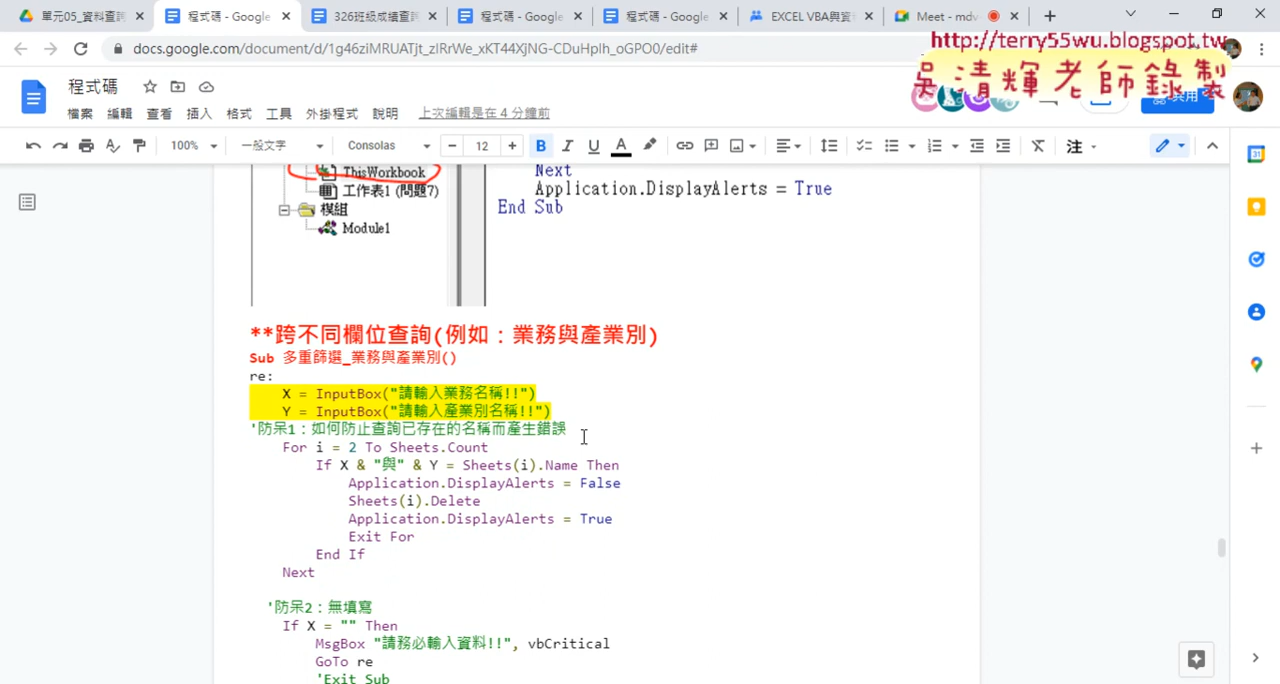 單元05_資料查詢
程式碼 - Google
326班級成績查詢
程式碼 - Google
程式碼 - Google
EXCEL VBA與資
Meet - mdv
docs.google.com/document/d/1g46ziMRUATjt_zlRrWe_xKT44XjNG-CDuHpIh_oGPO0/edit#
http://terry55wu.blogspot.tw
吳清輝老師錄製
程式碼
檔案 編輯 查看 插入 格式 工具 外掛程式 說明 上次編輯是在 4 分鐘前
共用
100% 一般文字 Consolas 12 注
ThisWorkbook
工作表1 (問題7)
模組
Module1
Next
Application.DisplayAlerts = True
End Sub
**跨不同欄位查詢(例如：業務與產業別)
Sub 多重篩選_業務與產業別()
re:
X = InputBox("請輸入業務名稱!!")
Y = InputBox("請輸入產業別名稱!!")
'防呆1：如何防止查詢已存在的名稱而產生錯誤
For i = 2 To Sheets.Count
If X & "與" & Y = Sheets(i).Name Then
Application.DisplayAlerts = False
Sheets(i).Delete
Application.DisplayAlerts = True
Exit For
End If
Next
'防呆2：無填寫
If X = "" Then
MsgBox "請務必輸入資料!!", vbCritical
GoTo re
'Exit Sub